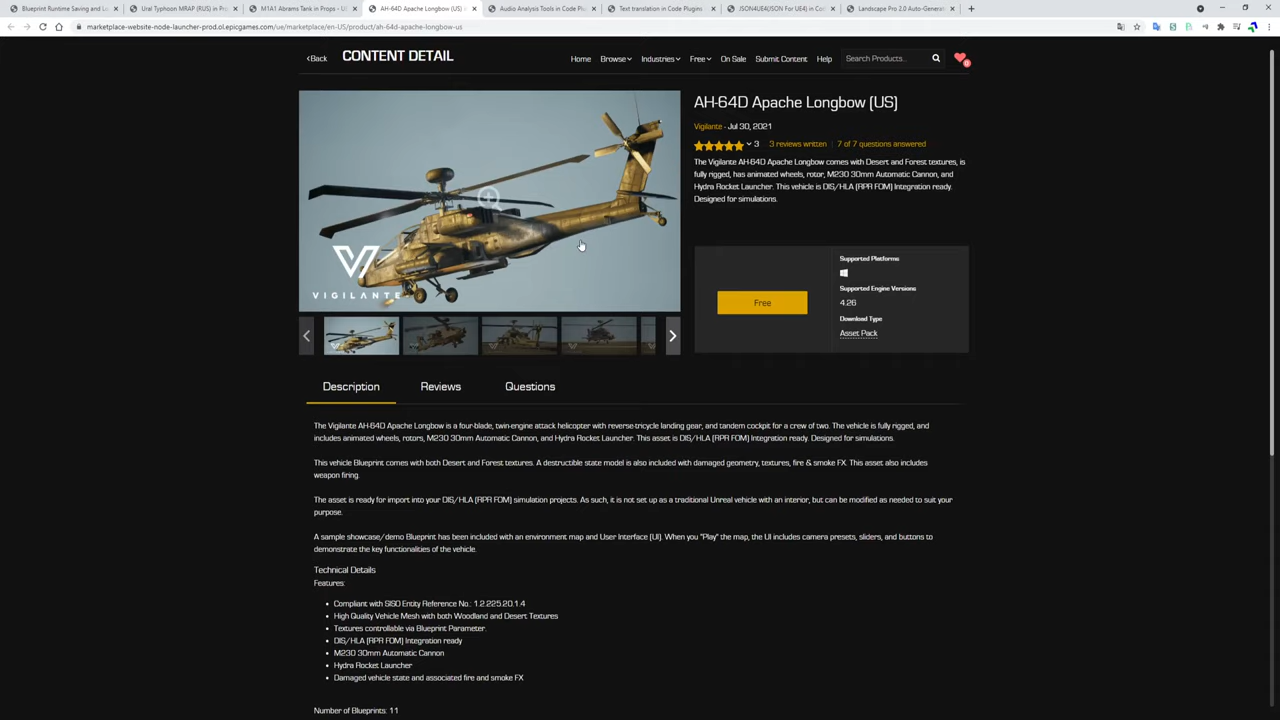 Blueprint Runtime Saving and Lo
Ural Typhoon MRAP (RUS) in Pro
M1A1 Abrams Tank in Props - U
AH-64D Apache Longbow (US) i
Audio Analysis Tools in Code Plu
Text translation in Code Plugins
JSON4UE4(JSON For UE4) in Co
Landscape Pro 2.0 Auto-Generat
marketplace-website-node-launcher-prod.ol.epicgames.com/ue/marketplace/en-US/product/ah-64d-apache-longbow-us
Back
CONTENT DETAIL
Home Browse Industries Free On Sale Submit Content Help Search Products... 0
AH-64D Apache Longbow (US)
Vigilante - Jul 30, 2021
3 3 reviews written 7 of 7 questions answered
The Vigilante AH-64D Apache Longbow comes with Desert and Forest textures, is
fully rigged, has animated wheels, rotor, M230 30mm Automatic Cannon, and
Hydra Rocket Launcher. This vehicle is DIS/HLA (RPR FOM) Integration ready.
Designed for simulations.
VIGILANTE
Free
Supported Platforms
Supported Engine Versions
4.26
Download Type
Asset Pack
Description Reviews Questions
The Vigilante AH-64D Apache Longbow is a four-blade, twin-engine attack helicopter with reverse-tricycle landing gear, and tandem cockpit for a crew of two. The vehicle is fully rigged, and
includes animated wheels, rotors, M230 30mm Automatic Cannon, and Hydra Rocket Launcher. This asset is DIS/HLA (RPR FOM) Integration ready. Designed for simulations.
This vehicle Blueprint comes with both Desert and Forest textures. A destructible state model is also included with damaged geometry, textures, fire & smoke FX. This asset also includes
weapon firing.
The asset is ready for import into your DIS/HLA (RPR FOM) simulation projects. As such, it is not set up as a traditional Unreal vehicle with an interior, but can be modified as needed to suit your
purpose.
A sample showcase/demo Blueprint has been included with an environment map and User Interface (UI). When you "Play" the map, the UI includes camera presets, sliders, and buttons to
demonstrate the key functionalities of the vehicle.
Technical Details
Features:
Compliant with SISO Entity Reference No.: 1.2.225.20.1.4
High Quality Vehicle Mesh with both Woodland and Desert Textures
Textures controllable via Blueprint Parameter.
DIS/HLA (RPR FOM) Integration ready
M230 30mm Automatic Cannon
Hydra Rocket Launcher
Damaged vehicle state and associated fire and smoke FX
Number of Blueprints: 11